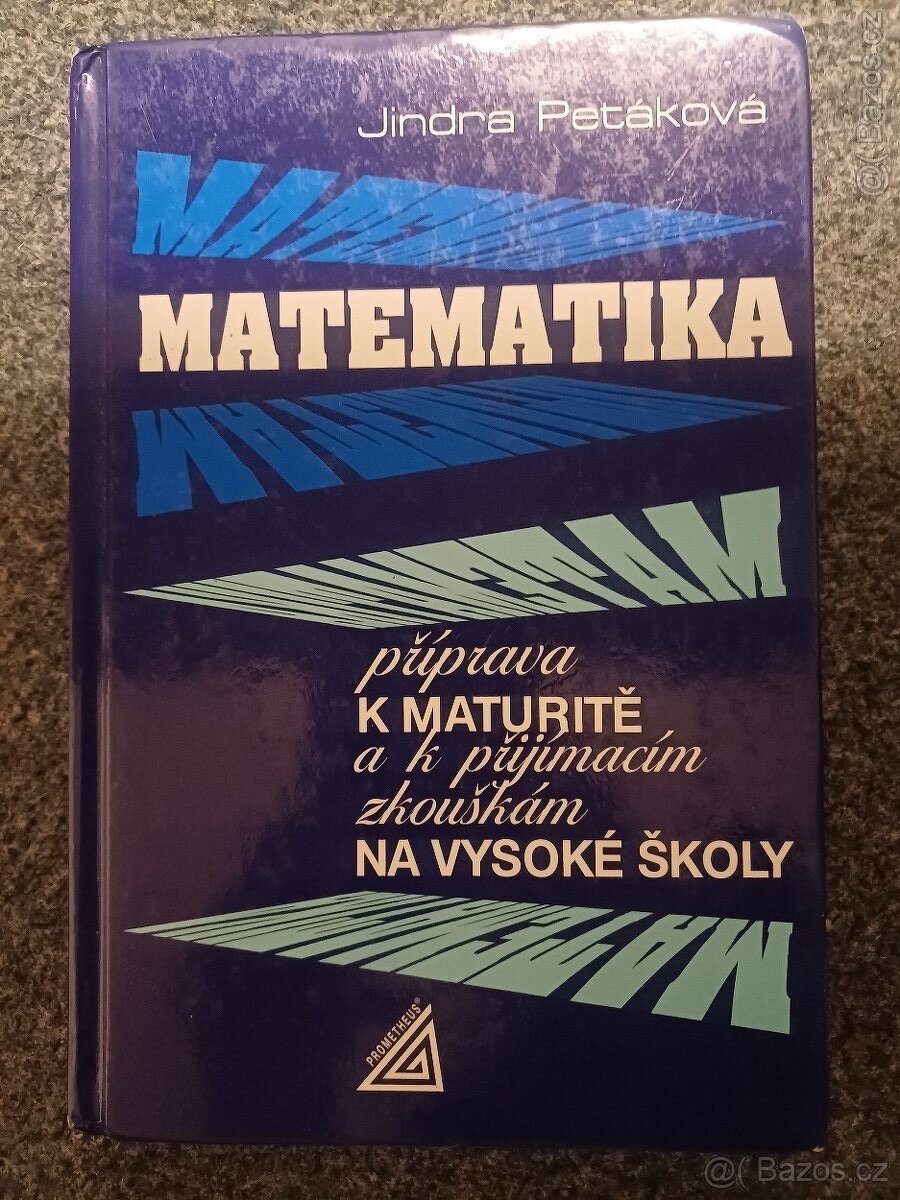 @( Bazos.cz
Jindra Petáková
MATEMATIKA
příprava
K MATURITĚ
a k přijímacím
zkouškám
NA VYSOKÉ ŠKOLY
PROMETHEUS®
@( Bazos.cz